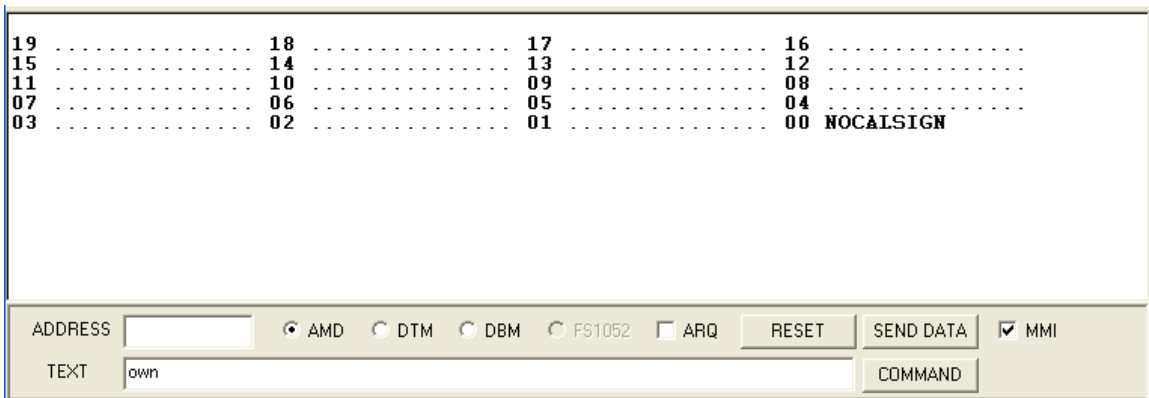 19 ............... 18 ............... 17 ............... 16 ...............
15 ............... 14 ............... 13 ............... 12 ...............
11 ............... 10 ............... 09 ............... 08 ...............
07 ............... 06 ............... 05 ............... 04 ...............
03 ............... 02 ............... 01 ............... 00 NOCALSIGN
ADDRESS AMD DTM DBM FS1052 ARQ RESET SEND DATA MMI
TEXT own COMMAND